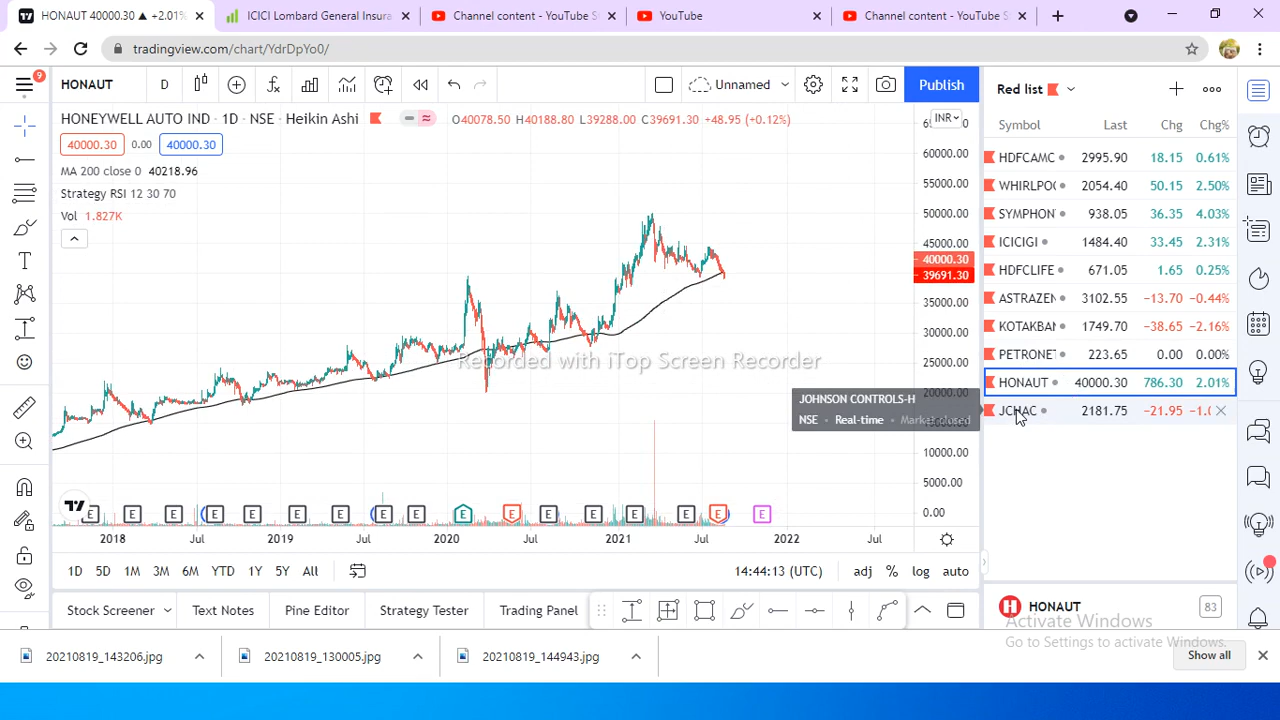 HONAUT 40000.30 ▲ +2.01%
ICICI Lombard General Insura
Channel content - YouTube S
YouTube
Channel content - YouTube S
tradingview.com/chart/YdrDpYo0/
9
HONAUT
D
Unnamed
Publish
Red list
HONEYWELL AUTO IND · 1D · NSE · Heikin Ashi
O40078.50 H40188.80 L39288.00 C39691.30 +48.95 (+0.12%)
INR
40000.30 0.00 40000.30
MA 200 close 0 40218.96
Strategy RSI 12 30 70
Vol 1.827K
60000.00
55000.00
50000.00
45000.00
40000.30
39691.30
35000.00
30000.00
25000.00
20000.00
10000.00
5000.00
0.00
Recorded with iTop Screen Recorder
Symbol Last Chg Chg%
HDFCAMC 2995.90 18.15 0.61%
WHIRLPO 2054.40 50.15 2.50%
SYMPHON 938.05 36.35 4.03%
ICICIGI 1484.40 33.45 2.31%
HDFCLIFE 671.05 1.65 0.25%
ASTRAZEN 3102.55 −13.70 −0.44%
KOTAKBAN 1749.70 −38.65 −2.16%
PETRONET 223.65 0.00 0.00%
HONAUT 40000.30 786.30 2.01%
JCHAC 2181.75 −21.95 −1.0
JOHNSON CONTROLS-H
NSE Real-time Market closed
E E E E E E E E E E E E E E E E E
2018 Jul 2019 Jul 2020 Jul 2021 Jul 2022 Jul
1D 5D 1M 3M 6M YTD 1Y 5Y All
14:44:13 (UTC) adj % log auto
Stock Screener Text Notes Pine Editor Strategy Tester Trading Panel
HONAUT 83
Activate Windows
Go to Settings to activate Windows.
20210819_143206.jpg
20210819_130005.jpg
20210819_144943.jpg
Show all